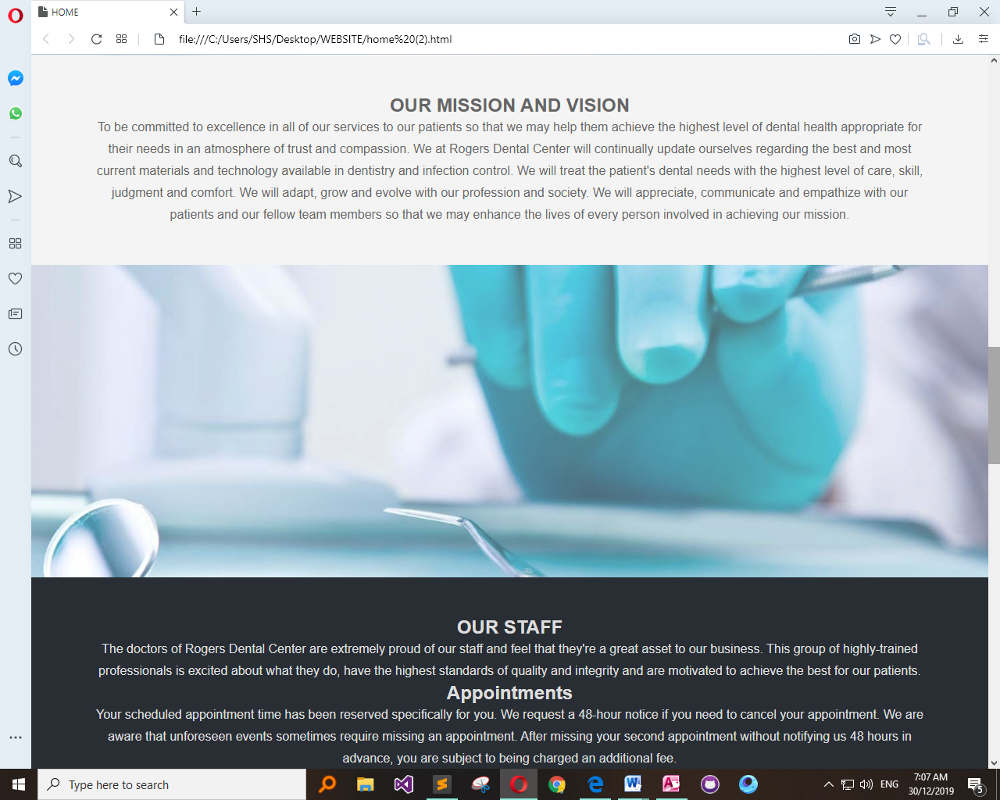 HOME
file:///C:/Users/SHS/Desktop/WEBSITE/home%20(2).html
OUR MISSION AND VISION
To be committed to excellence in all of our services to our patients so that we may help them achieve the highest level of dental health appropriate for
their needs in an atmosphere of trust and compassion. We at Rogers Dental Center will continually update ourselves regarding the best and most
current materials and technology available in dentistry and infection control. We will treat the patient's dental needs with the highest level of care, skill,
judgment and comfort. We will adapt, grow and evolve with our profession and society. We will appreciate, communicate and empathize with our
patients and our fellow team members so that we may enhance the lives of every person involved in achieving our mission.
OUR STAFF
The doctors of Rogers Dental Center are extremely proud of our staff and feel that they're a great asset to our business. This group of highly-trained
professionals is excited about what they do, have the highest standards of quality and integrity and are motivated to achieve the best for our patients.
Appointments
Your scheduled appointment time has been reserved specifically for you. We request a 48-hour notice if you need to cancel your appointment. We are
aware that unforeseen events sometimes require missing an appointment. After missing your second appointment without notifying us 48 hours in
advance, you are subject to being charged an additional fee.
Type here to search
ENG
7:07 AM
30/12/2019
5